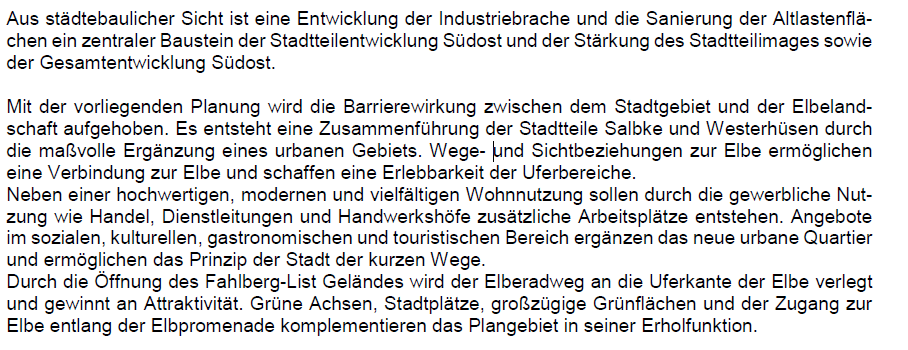 Aus städtebaulicher Sicht ist eine Entwicklung der Industriebrache und die Sanierung der Altlastenflä-
chen ein zentraler Baustein der Stadtteilentwicklung Südost und der Stärkung des Stadtteilimages sowie
der Gesamtentwicklung Südost.
Mit der vorliegenden Planung wird die Barrierewirkung zwischen dem Stadtgebiet und der Elbeland-
schaft aufgehoben. Es entsteht eine Zusammenführung der Stadtteile Salbke und Westerhüsen durch
die maßvolle Ergänzung eines urbanen Gebiets. Wege- und Sichtbeziehungen zur Elbe ermöglichen
eine Verbindung zur Elbe und schaffen eine Erlebbarkeit der Uferbereiche.
Neben einer hochwertigen, modernen und vielfältigen Wohnnutzung sollen durch die gewerbliche Nut-
zung wie Handel, Dienstleitungen und Handwerkshöfe zusätzliche Arbeitsplätze entstehen. Angebote
im sozialen, kulturellen, gastronomischen und touristischen Bereich ergänzen das neue urbane Quartier
und ermöglichen das Prinzip der Stadt der kurzen Wege.
Durch die Öffnung des Fahlberg-List Geländes wird der Elberadweg an die Uferkante der Elbe verlegt
und gewinnt an Attraktivität. Grüne Achsen, Stadtplätze, großzügige Grünflächen und der Zugang zur
Elbe entlang der Elbpromenade komplementieren das Plangebiet in seiner Erholfunktion.